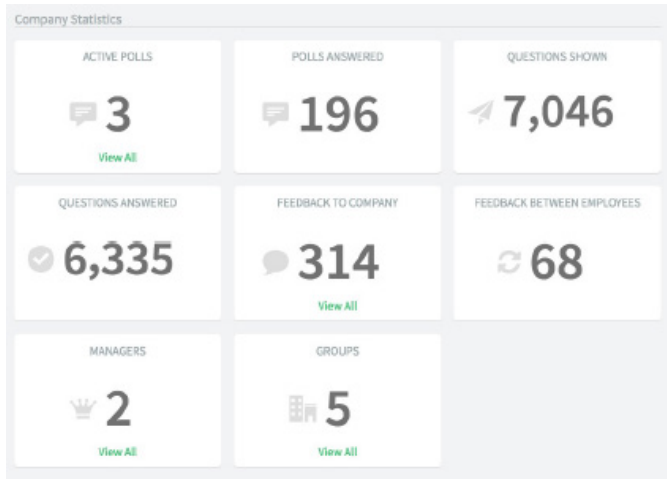 Company Statistics
ACTIVE POLLS
3
View All
POLLS ANSWERED
196
QUESTIONS SHOWN
7,046
QUESTIONS ANSWERED
6,335
FEEDBACK TO COMPANY
314
View All
FEEDBACK BETWEEN EMPLOYEES
68
MANAGERS
2
View All
GROUPS
5
View All